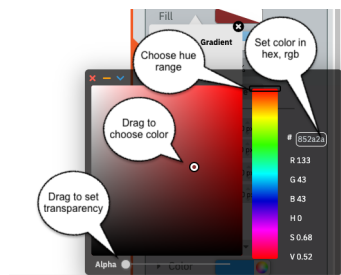 Fill
Gradient
Choose hue
range
Set color in
hex, rgb
Drag to
choose color
# 852a2a
R 133
G 43
B 43
H 0
S 0.68
V 0.52
Drag to set
transparency
Alpha
Color